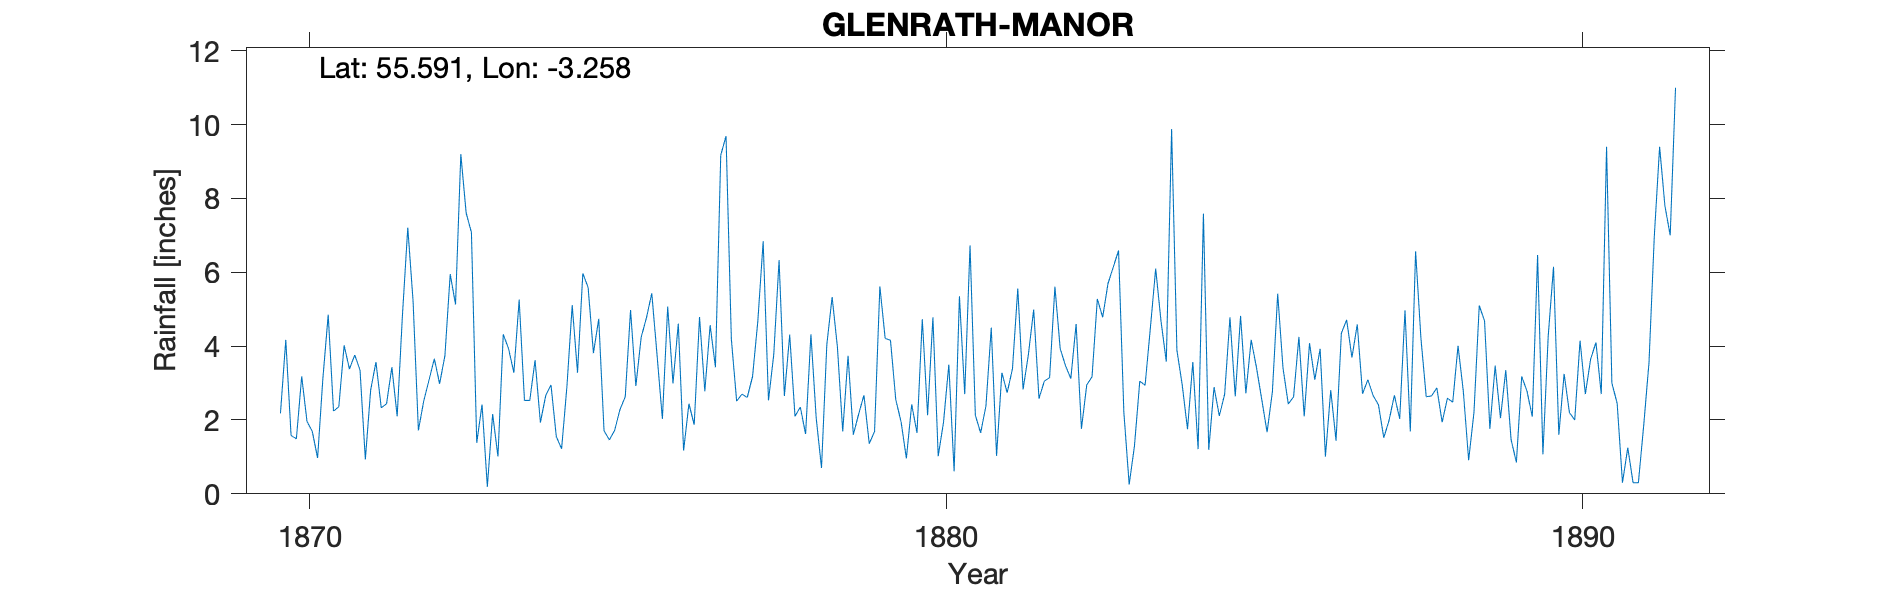 GLENRATH-MANOR
Lat: 55.591, Lon: -3.258
12
10
8
6
4
2
0
Rainfall [inches]
1870 1880 1890
Year